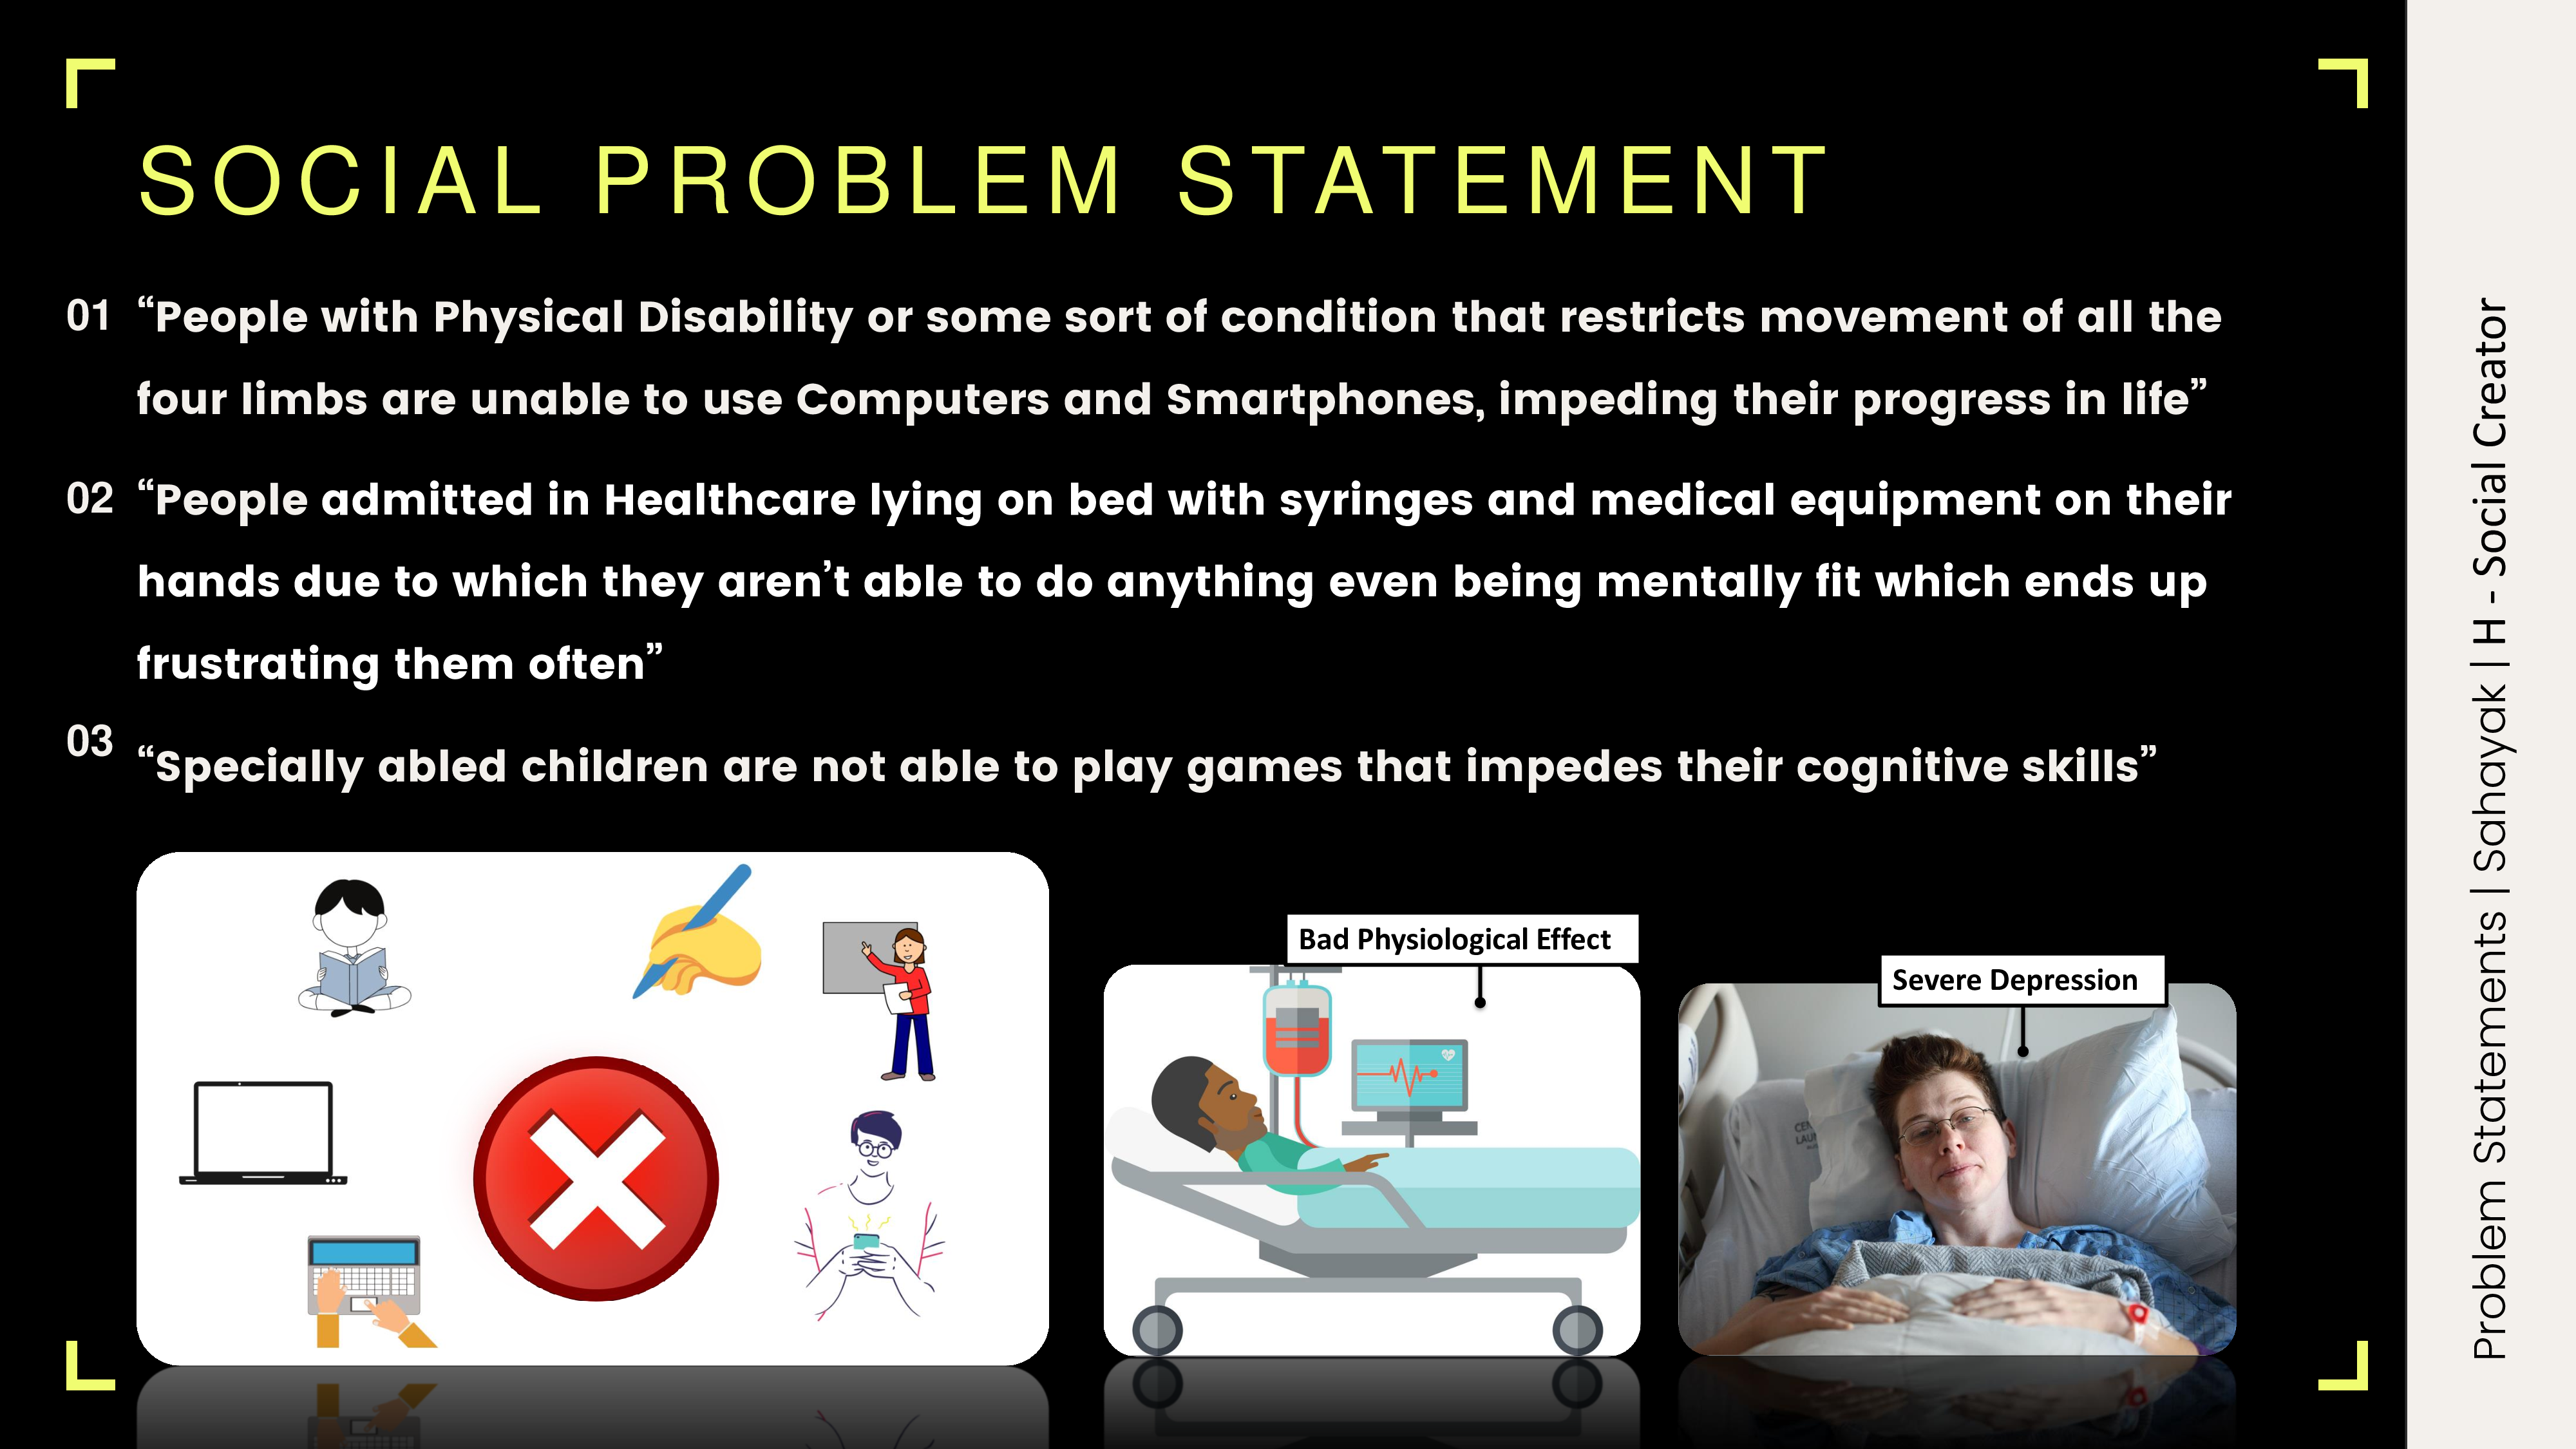 SOCIAL PROBLEM STATEMENT
01 “People with Physical Disability or some sort of condition that restricts movement of all the
four limbs are unable to use Computers and Smartphones, impeding their progress in life”
02 “People admitted in Healthcare lying on bed with syringes and medical equipment on their
hands due to which they aren’t able to do anything even being mentally fit which ends up
frustrating them often”
03 “Specially abled children are not able to play games that impedes their cognitive skills”
Bad Physiological Effect
Severe Depression
Problem Statements | Sahayak | H - Social Creator